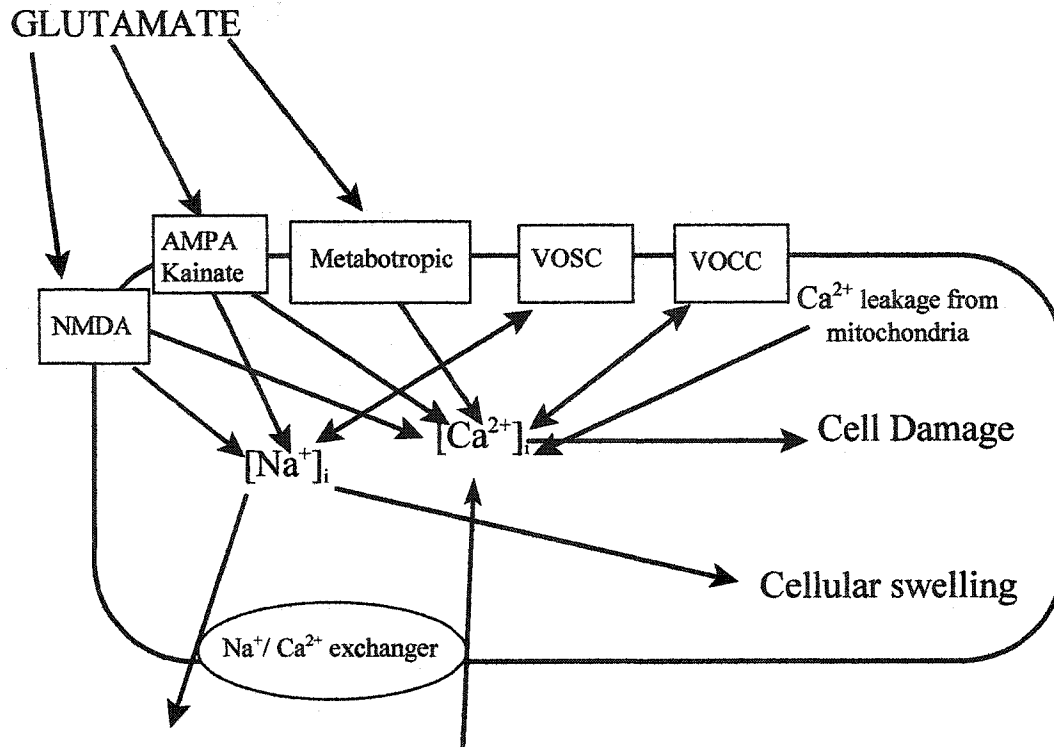 GLUTAMATE
AMPA
Kainate
Metabotropic
VOSC
VOCC
NMDA
Ca²⁺ leakage from
mitochondria
[Ca²⁺]ᵢ
Cell Damage
[Na⁺]ᵢ
Cellular swelling
Na⁺/ Ca²⁺ exchanger